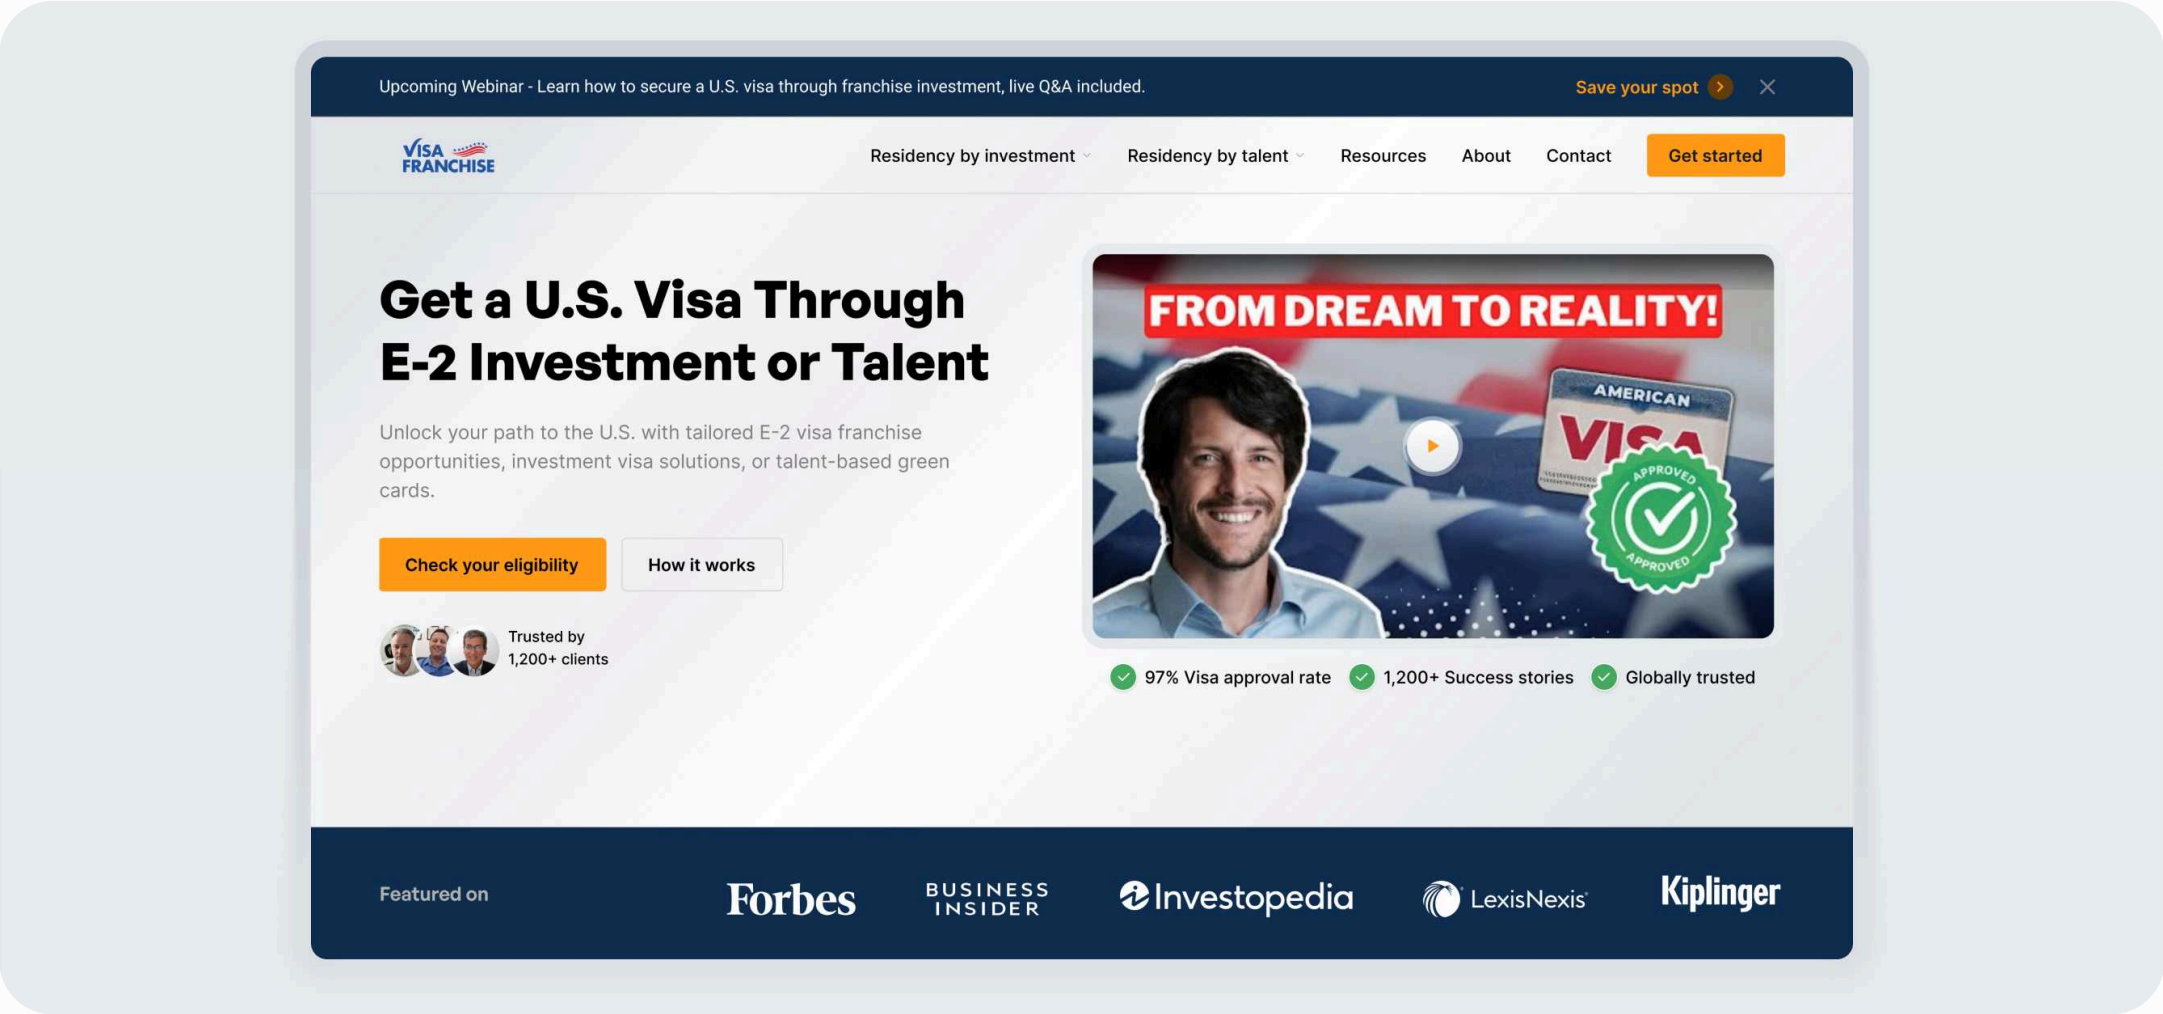 Upcoming Webinar - Learn how to secure a U.S. visa through franchise investment, live Q&A included.
Save your spot
VISA
FRANCHISE
Residency by investment
Residency by talent
Resources
About
Contact
Get started
Get a U.S. Visa Through
E-2 Investment or Talent
Unlock your path to the U.S. with tailored E-2 visa franchise
opportunities, investment visa solutions, or talent-based green
cards.
Check your eligibility
How it works
Trusted by
1,200+ clients
FROM DREAM TO REALITY!
AMERICAN
VISA
APPROVED
APPROVED
97% Visa approval rate
1,200+ Success stories
Globally trusted
Featured on
Forbes
BUSINESS
INSIDER
Investopedia
LexisNexis
Kiplinger